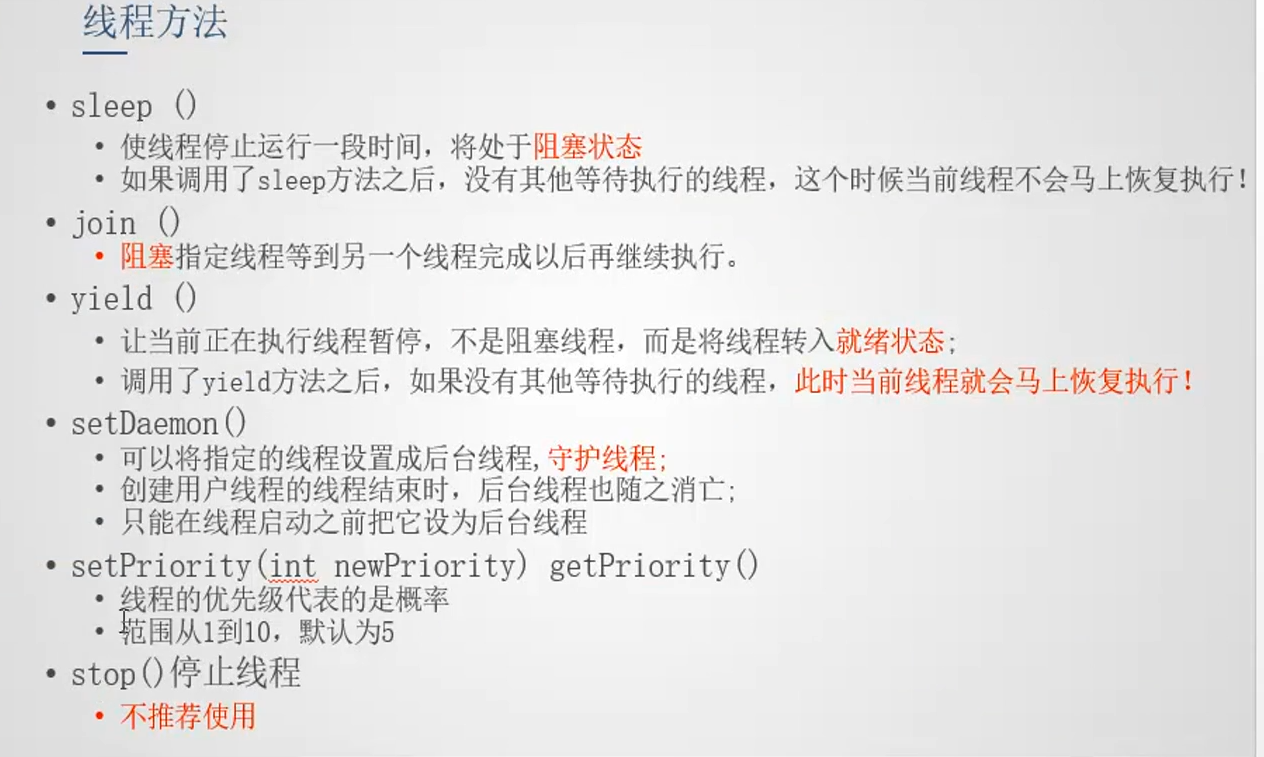 线程方法
• sleep ()
• 使线程停止运行一段时间，将处于阻塞状态
• 如果调用了sleep方法之后，没有其他等待执行的线程，这个时候当前线程不会马上恢复执行！
• join ()
• 阻塞指定线程等到另一个线程完成以后再继续执行。
• yield ()
• 让当前正在执行线程暂停，不是阻塞线程，而是将线程转入就绪状态;
• 调用了yield方法之后，如果没有其他等待执行的线程，此时当前线程就会马上恢复执行！
• setDaemon()
• 可以将指定的线程设置成后台线程,守护线程;
• 创建用户线程的线程结束时，后台线程也随之消亡;
• 只能在线程启动之前把它设为后台线程
• setPriority(int newPriority) getPriority()
• 线程的优先级代表的是概率
• 范围从1到10，默认为5
• stop()停止线程
• 不推荐使用